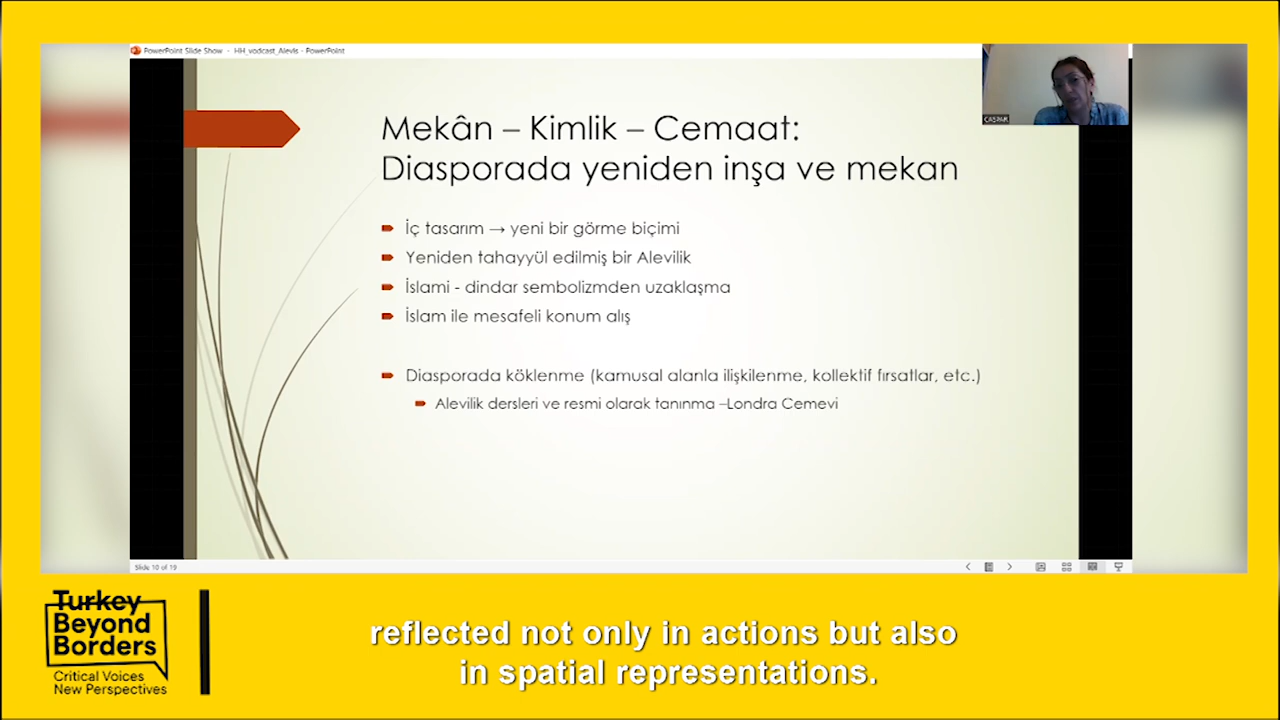 PowerPoint Slide Show - HH_vodcast_Alevis - PowerPoint
CASPAR
Mekân – Kimlik – Cemaat:
Diasporada yeniden inşa ve mekan
İç tasarım → yeni bir görme biçimi
Yeniden tahayyül edilmiş bir Alevilik
İslami - dindar sembolizmden uzaklaşma
İslam ile mesafeli konum alış
Diasporada köklenme (kamusal alanla ilişkilenme, kollektif fırsatlar, etc.)
Alevilik dersleri ve resmi olarak tanınma –Londra Cemevi
Slide 10 of 19
Turkey
Beyond
Borders
Critical Voices
New Perspectives
reflected not only in actions but also
in spatial representations.